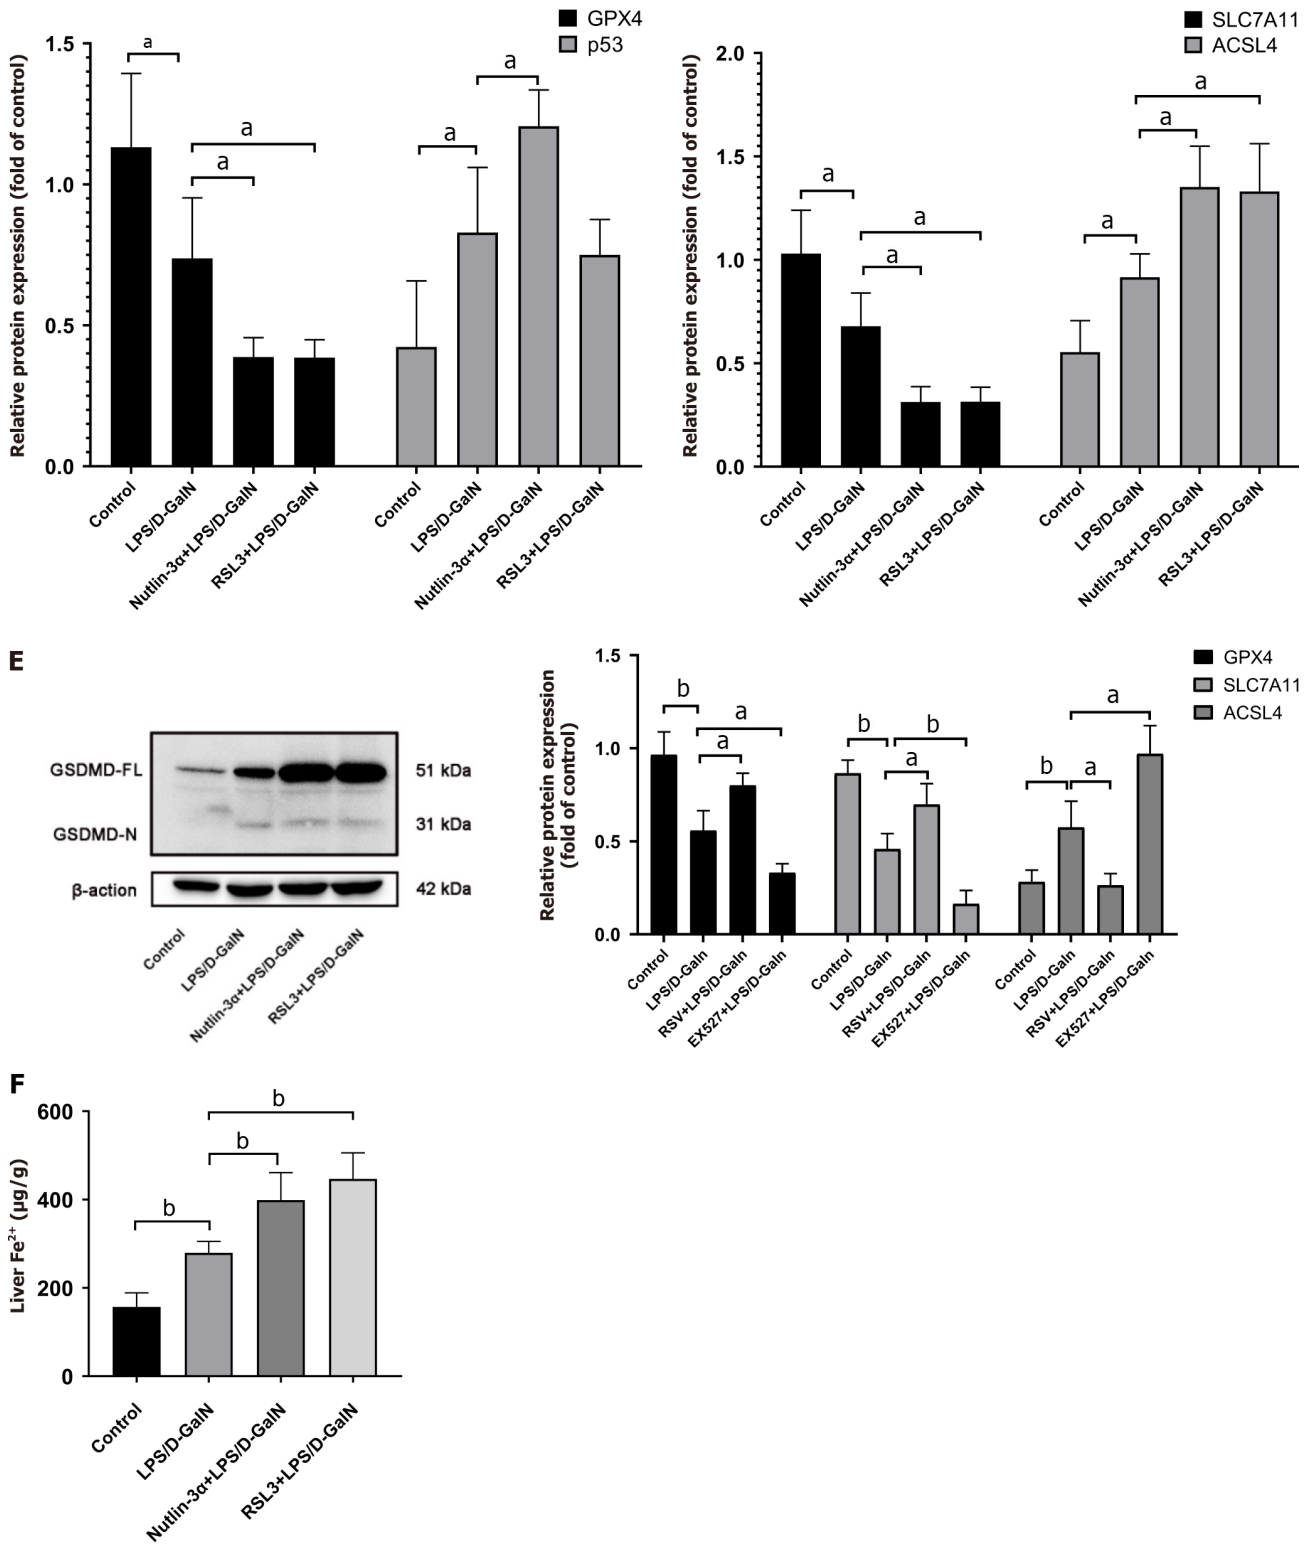 GPX4
p53
a
a
a
a
a
a
Relative protein expression (fold of control)
1.5
1.0
0.5
0.0
Control
LPS/D-GalN
Nutlin-3α+LPS/D-GalN
RSL3+LPS/D-GalN
Control
LPS/D-GalN
Nutlin-3α+LPS/D-GalN
RSL3+LPS/D-GalN
SLC7A11
ACSL4
a
a
a
a
a
a
Relative protein expression (fold of control)
2.0
1.5
1.0
0.5
0.0
Control
LPS/D-GalN
Nutlin-3α+LPS/D-GalN
RSL3+LPS/D-GalN
Control
LPS/D-GalN
Nutlin-3α+LPS/D-GalN
RSL3+LPS/D-GalN
E
GSDMD-FL
51 kDa
GSDMD-N
31 kDa
β-action
42 kDa
Control
LPS/D-GalN
Nutlin-3α+LPS/D-GalN
RSL3+LPS/D-GalN
GPX4
SLC7A11
ACSL4
b
a
a
b
b
a
a
b
a
Relative protein expression
(fold of control)
1.5
1.0
0.5
0.0
Control
LPS/D-Galn
RSV+LPS/D-Galn
EX527+LPS/D-Galn
Control
LPS/D-Galn
RSV+LPS/D-Galn
EX527+LPS/D-Galn
Control
LPS/D-Galn
RSV+LPS/D-Galn
EX527+LPS/D-Galn
F
b
b
b
Liver Fe²⁺ (μg/g)
600
400
200
0
Control
LPS/D-GalN
Nutlin-3α+LPS/D-GalN
RSL3+LPS/D-GalN